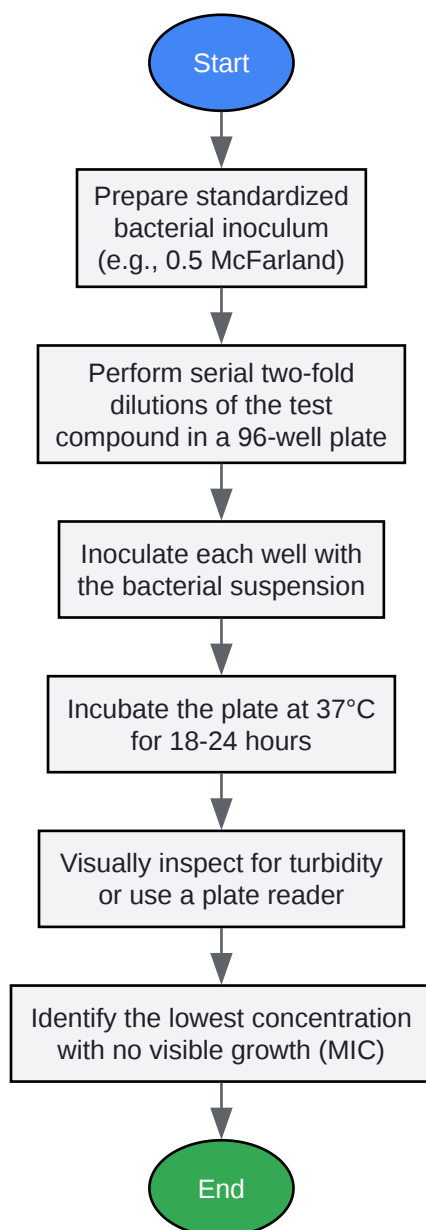 Start
Prepare standardized
bacterial inoculum
(e.g., 0.5 McFarland)
Perform serial two-fold
dilutions of the test
compound in a 96-well plate
Inoculate each well with
the bacterial suspension
Incubate the plate at 37°C
for 18-24 hours
Visually inspect for turbidity
or use a plate reader
Identify the lowest concentration
with no visible growth (MIC)
End